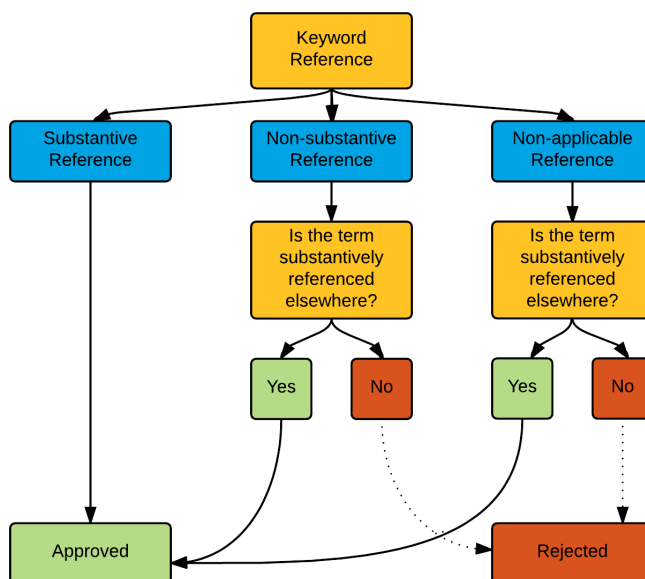 Keyword
Reference
Substantive
Reference
Non-substantive
Reference
Non-applicable
Reference
Is the term
substantively
referenced
elsewhere?
Is the term
substantively
referenced
elsewhere?
Yes
No
Yes
No
Approved
Rejected